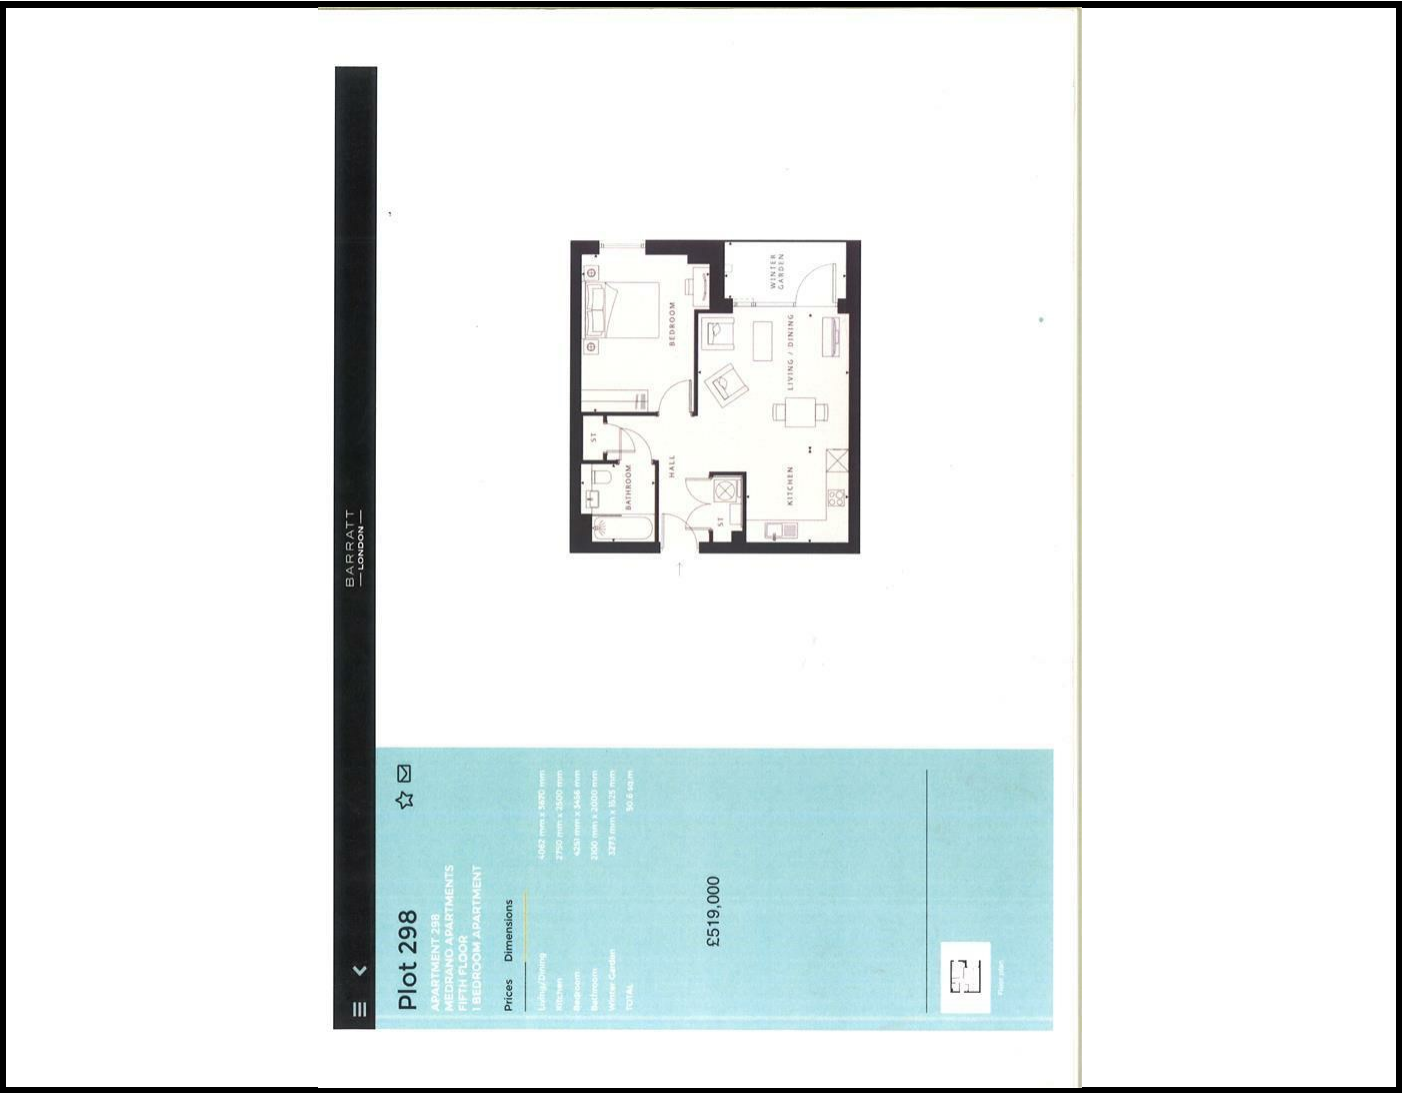 BARRATT
LONDON
Plot 298
APARTMENT 298
MEDRANO APARTMENTS
FIFTH FLOOR
1 BEDROOM APARTMENT
Prices Dimensions
Living/Dining 4062 mm x 3670 mm
Kitchen 2750 mm x 2500 mm
Bedroom 4251 mm x 3456 mm
Bathroom 2100 mm x 2000 mm
Winter Garden 3273 mm x 1525 mm
TOTAL 50.6 sq.m
£519,000
Floor plan
BEDROOM
WINTER
GARDEN
LIVING / DINING
ST
BATHROOM
HALL
KITCHEN
ST